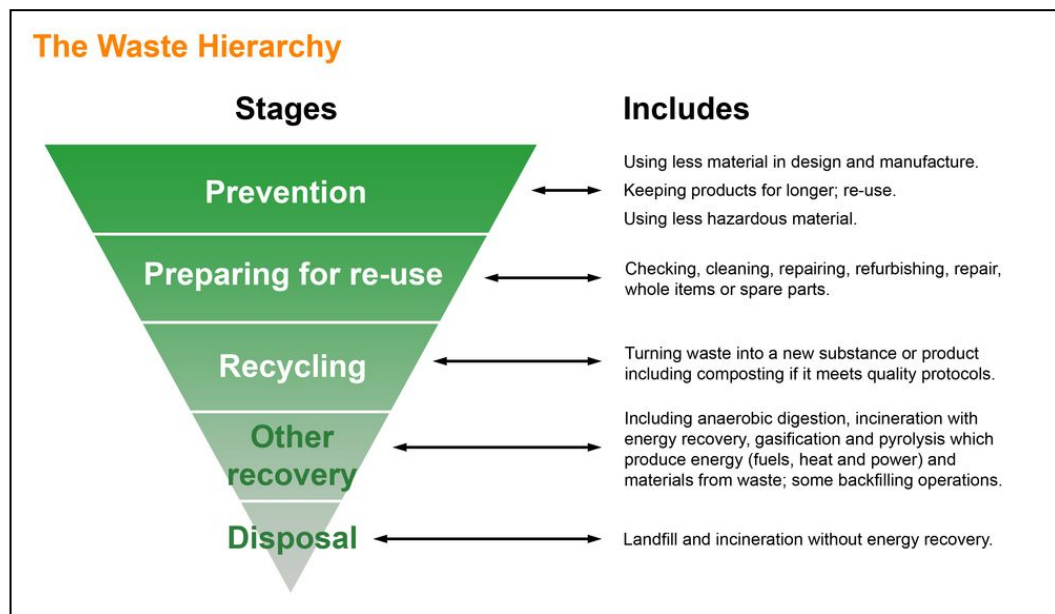 The Waste Hierarchy
Stages
Includes
Prevention
Using less material in design and manufacture.
Keeping products for longer; re-use.
Using less hazardous material.
Preparing for re-use
Checking, cleaning, repairing, refurbishing, repair,
whole items or spare parts.
Recycling
Turning waste into a new substance or product
including composting if it meets quality protocols.
Other
recovery
Including anaerobic digestion, incineration with
energy recovery, gasification and pyrolysis which
produce energy (fuels, heat and power) and
materials from waste; some backfilling operations.
Disposal
Landfill and incineration without energy recovery.